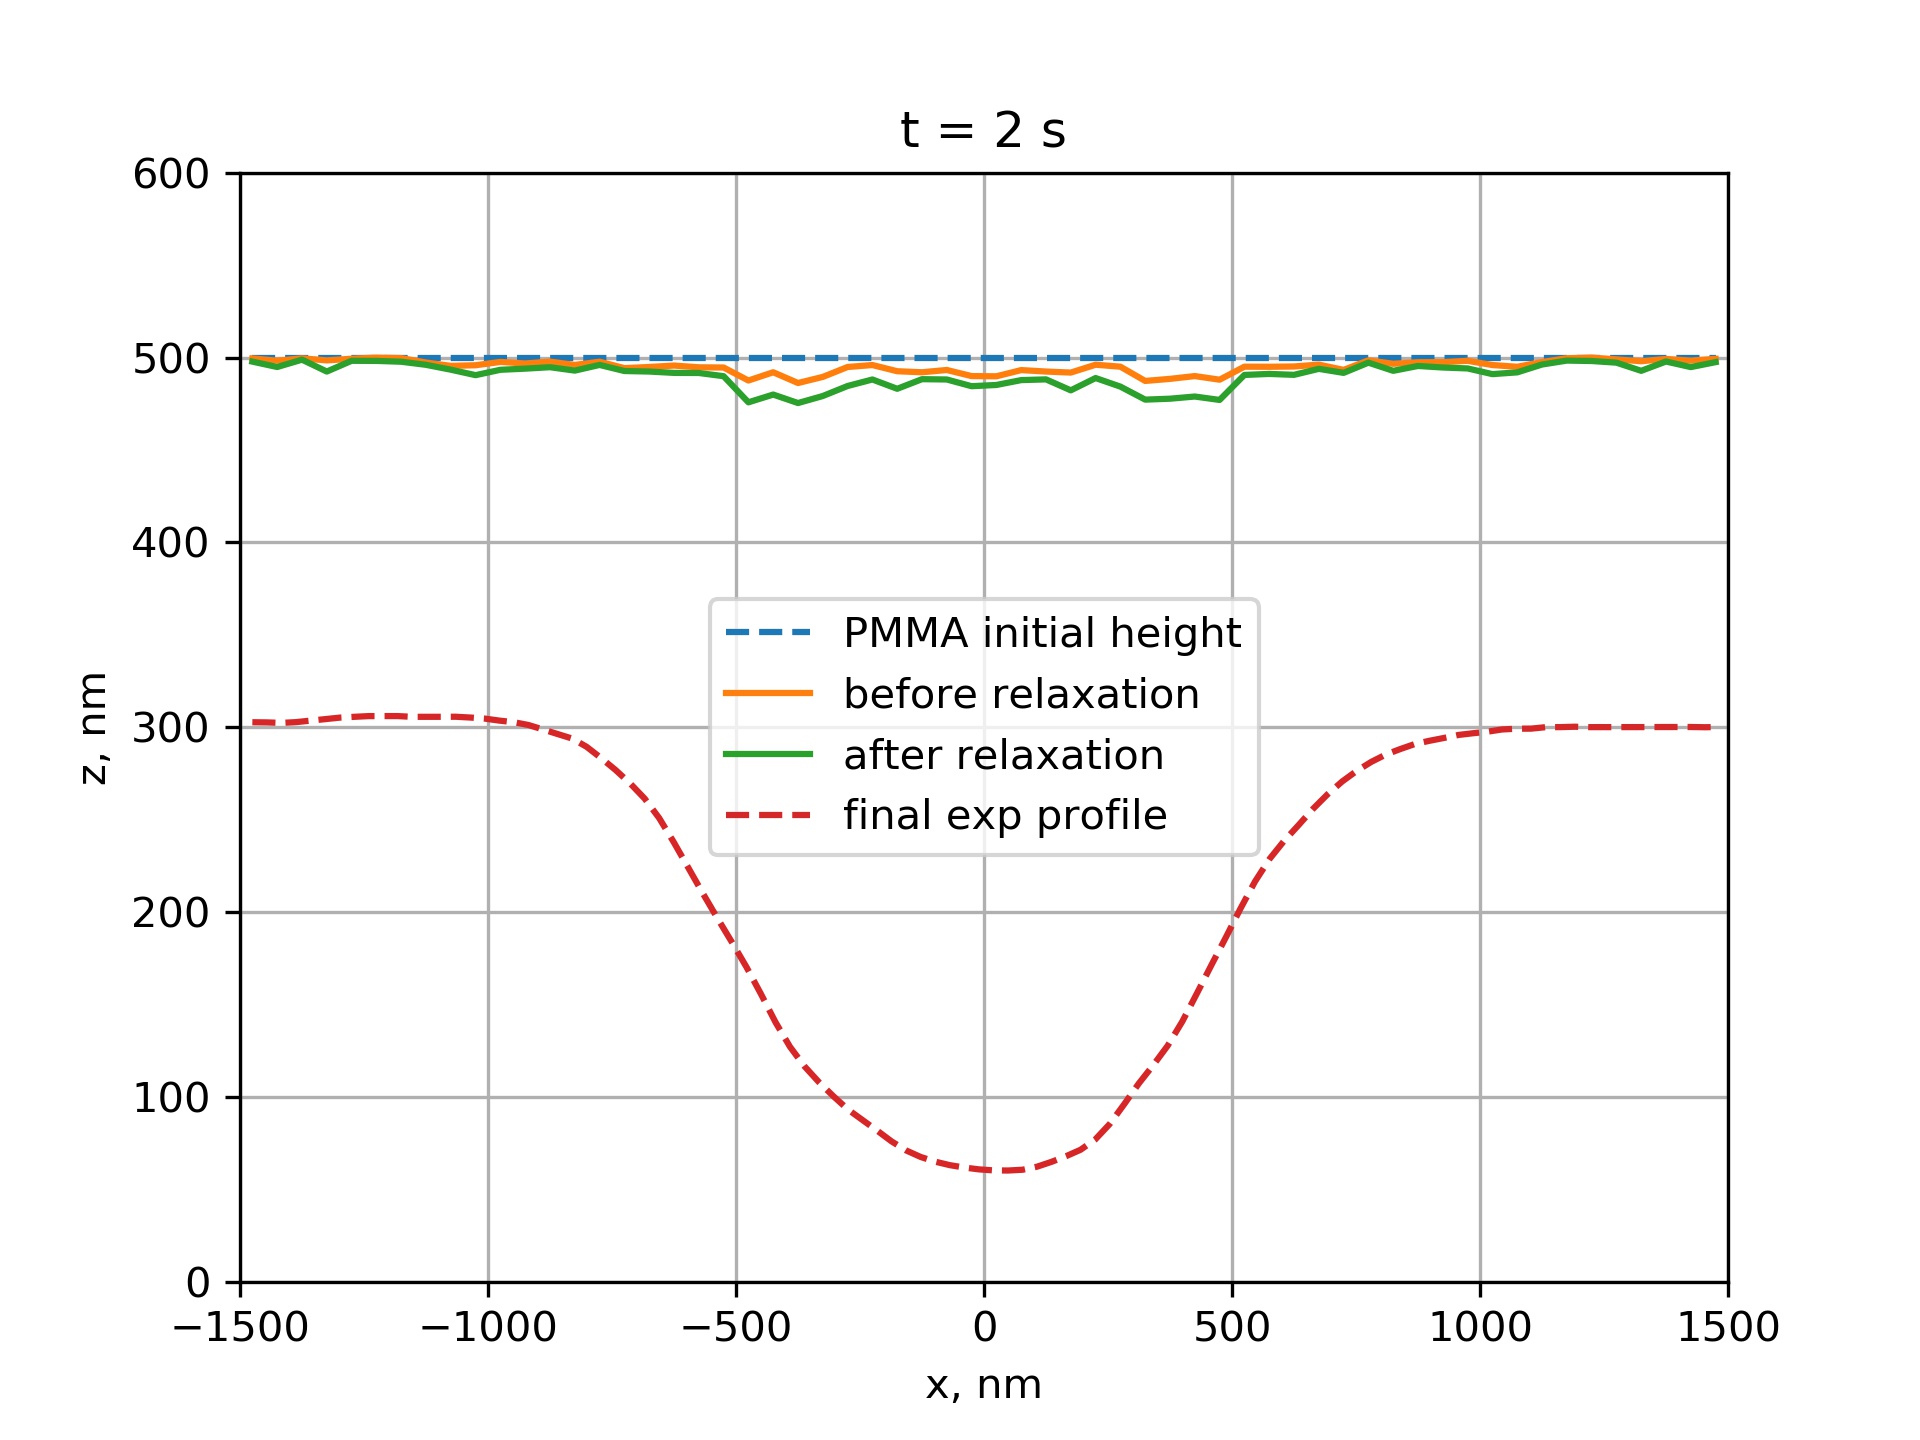 t = 2 s
600
500
400
300
200
100
0
z, nm
PMMA initial height
before relaxation
after relaxation
final exp profile
−1500 −1000 −500 0 500 1000 1500
x, nm